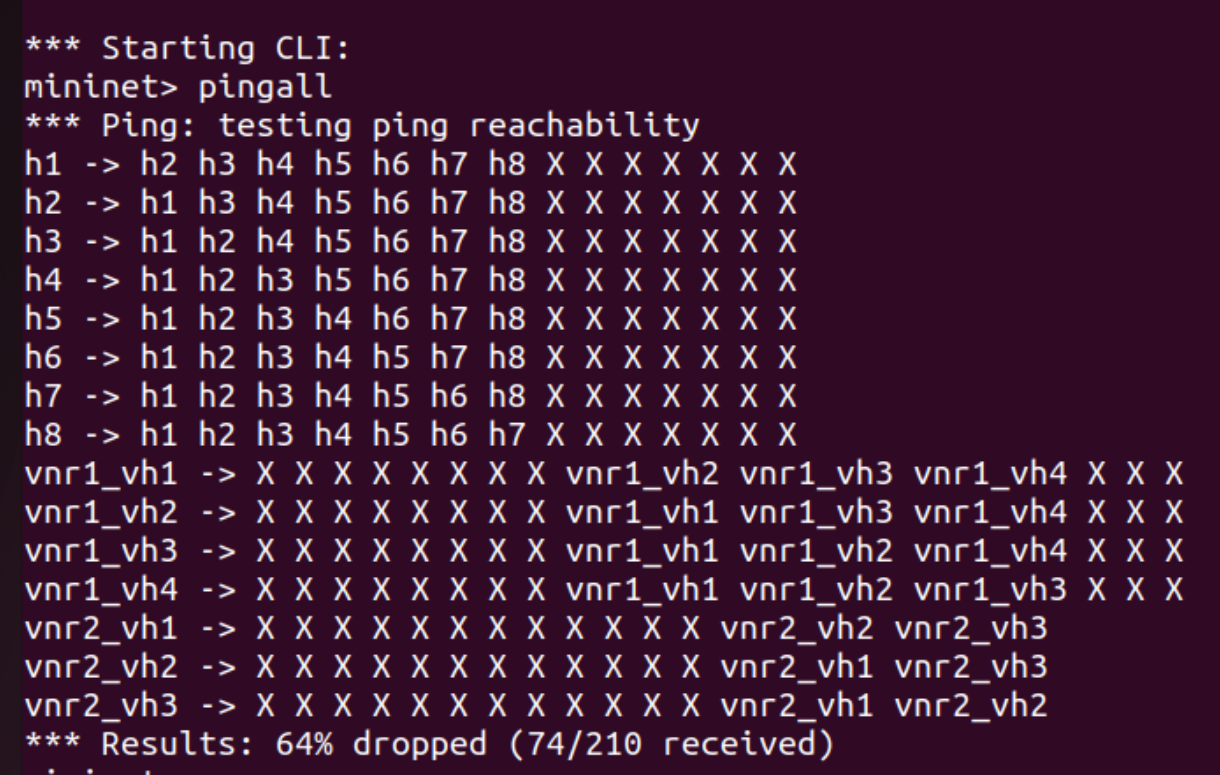 *** Starting CLI:
mininet> pingall
*** Ping: testing ping reachability
h1 -> h2 h3 h4 h5 h6 h7 h8 X X X X X X X
h2 -> h1 h3 h4 h5 h6 h7 h8 X X X X X X X
h3 -> h1 h2 h4 h5 h6 h7 h8 X X X X X X X
h4 -> h1 h2 h3 h5 h6 h7 h8 X X X X X X X
h5 -> h1 h2 h3 h4 h6 h7 h8 X X X X X X X
h6 -> h1 h2 h3 h4 h5 h7 h8 X X X X X X X
h7 -> h1 h2 h3 h4 h5 h6 h8 X X X X X X X
h8 -> h1 h2 h3 h4 h5 h6 h7 X X X X X X X
vnr1_vh1 -> X X X X X X X X vnr1_vh2 vnr1_vh3 vnr1_vh4 X X X
vnr1_vh2 -> X X X X X X X X vnr1_vh1 vnr1_vh3 vnr1_vh4 X X X
vnr1_vh3 -> X X X X X X X X vnr1_vh1 vnr1_vh2 vnr1_vh4 X X X
vnr1_vh4 -> X X X X X X X X vnr1_vh1 vnr1_vh2 vnr1_vh3 X X X
vnr2_vh1 -> X X X X X X X X X X X X vnr2_vh2 vnr2_vh3
vnr2_vh2 -> X X X X X X X X X X X X vnr2_vh1 vnr2_vh3
vnr2_vh3 -> X X X X X X X X X X X X vnr2_vh1 vnr2_vh2
*** Results: 64% dropped (74/210 received)